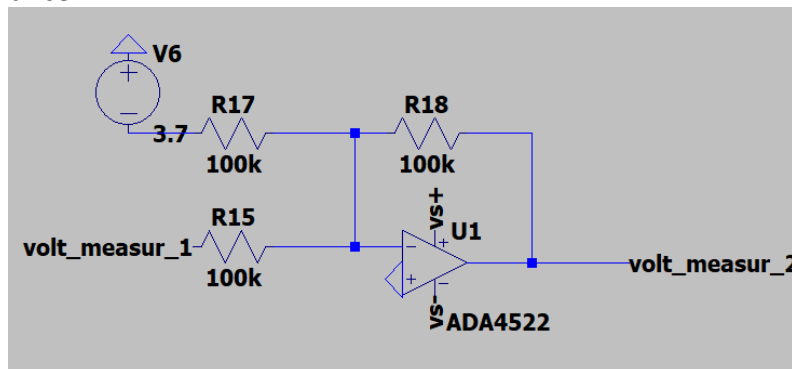 V6
R17
R18
3.7
100k
100k
vs+
R15
U1
volt_measur_1
100k
volt_measur_2
vs-
ADA4522